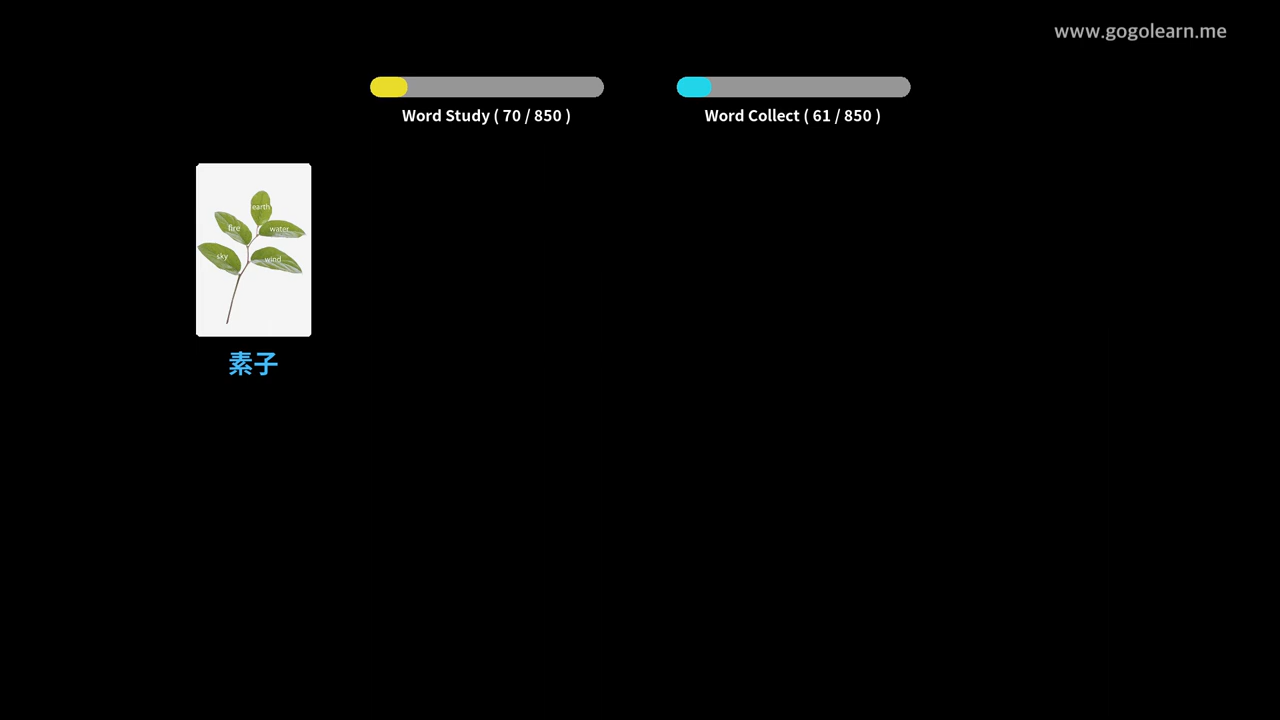 www.gogolearn.me
Word Study ( 70 / 850 )
Word Collect ( 61 / 850 )
earth
fire
water
sky
wind
素子